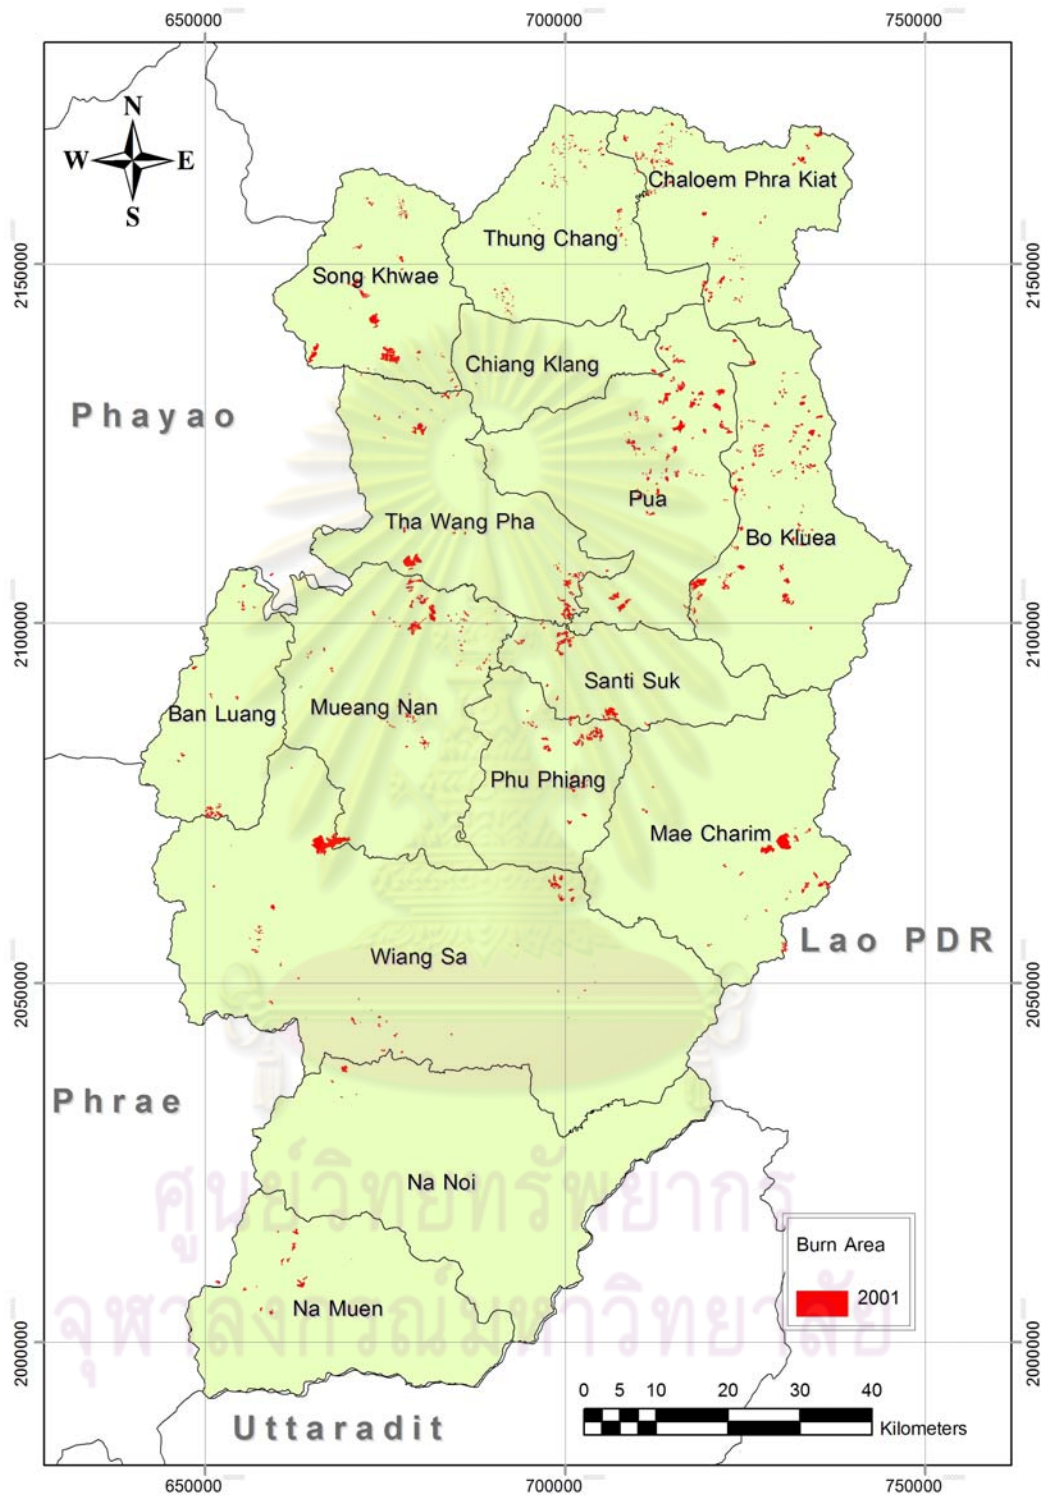 650000 700000 750000
N
W E
S
Chaloem Phra Kiat
Thung Chang
2150000 2150000
Song Khwae
Chiang Klang
Phayao
Pua
Tha Wang Pha
Bo Kluea
2100000 2100000
Santi Suk
Ban Luang
Mueang Nan
Phu Phiang
Mae Charim
Lao PDR
Wiang Sa
2050000 2050000
Phrae
ศูนย์วิทยทรัพยากร
Na Noi
Burn Area
2001
Na Muen
จุฬาลงกรณ์มหาวิทยาลัย
2000000 2000000
0 5 10 20 30 40
Kilometers
Uttaradit
650000 700000 750000